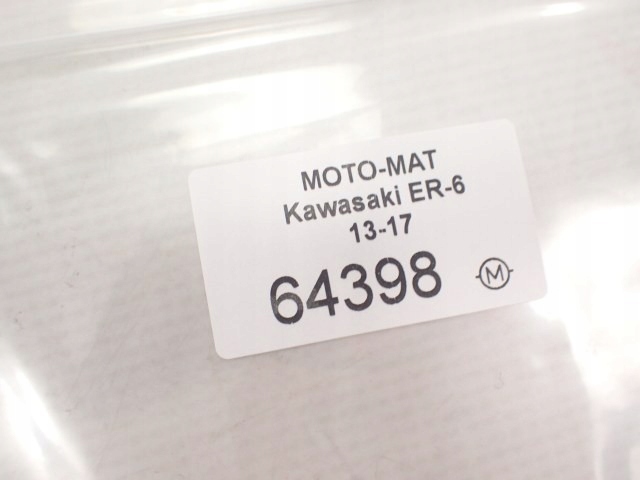 MOTO-MAT
Kawasaki ER-6
13-17
64398 M